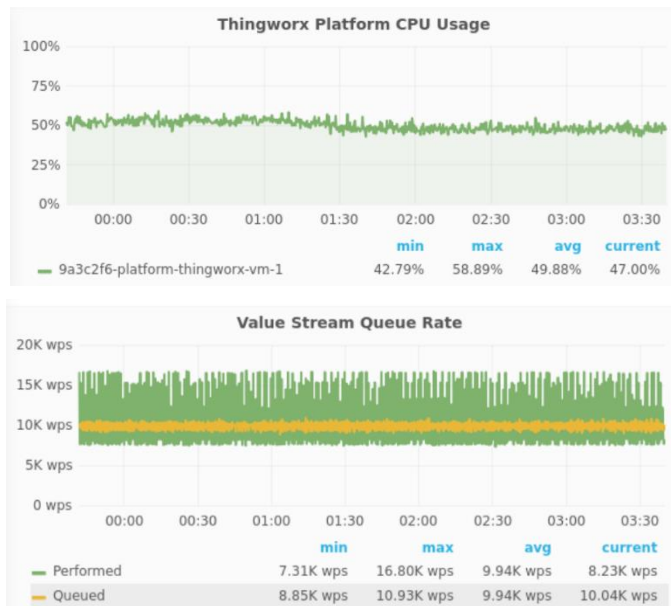 Thingworx Platform CPU Usage
100%
75%
50%
25%
0%
00:00 00:30 01:00 01:30 02:00 02:30 03:00 03:30
min max avg current
9a3c2f6-platform-thingworx-vm-1 42.79% 58.89% 49.88% 47.00%
Value Stream Queue Rate
20K wps
15K wps
10K wps
5K wps
0 wps
00:00 00:30 01:00 01:30 02:00 02:30 03:00 03:30
min max avg current
Performed 7.31K wps 16.80K wps 9.94K wps 8.23K wps
Queued 8.85K wps 10.93K wps 9.94K wps 10.04K wps